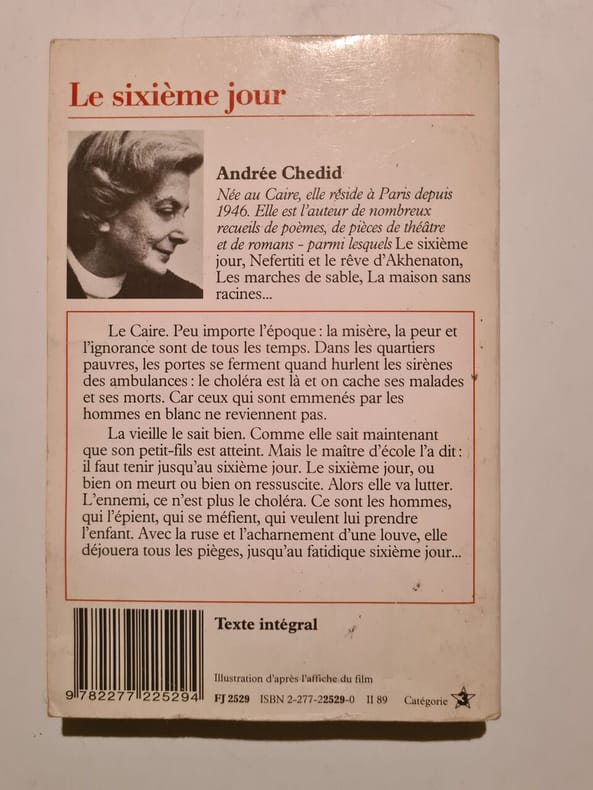 Le sixième jour
Andrée Chedid
Née au Caire, elle réside à Paris depuis
1946. Elle est l'auteur de nombreux
recueils de poèmes, de pièces de théâtre
et de romans - parmi lesquels Le sixième
jour, Nefertiti et le rêve d'Akhenaton,
Les marches de sable, La maison sans
racines...
Le Caire. Peu importe l'époque : la misère, la peur et
l'ignorance sont de tous les temps. Dans les quartiers
pauvres, les portes se ferment quand hurlent les sirènes
des ambulances : le choléra est là et on cache ses malades
et ses morts. Car ceux qui sont emmenés par les
hommes en blanc ne reviennent pas.
La vieille le sait bien. Comme elle sait maintenant
que son petit-fils est atteint. Mais le maître d'école l'a dit :
il faut tenir jusqu'au sixième jour. Le sixième jour, ou
bien on meurt ou bien on ressuscite. Alors elle va lutter.
L'ennemi, ce n'est plus le choléra. Ce sont les hommes,
qui l'épient, qui se méfient, qui veulent lui prendre
l'enfant. Avec la ruse et l'acharnement d'une louve, elle
déjouera tous les pièges, jusqu'au fatidique sixième jour...
Texte intégral
Illustration d'après l'affiche du film
9 782277 225294
FJ 2529 ISBN 2-277-22529-0 II 89 Catégorie 3